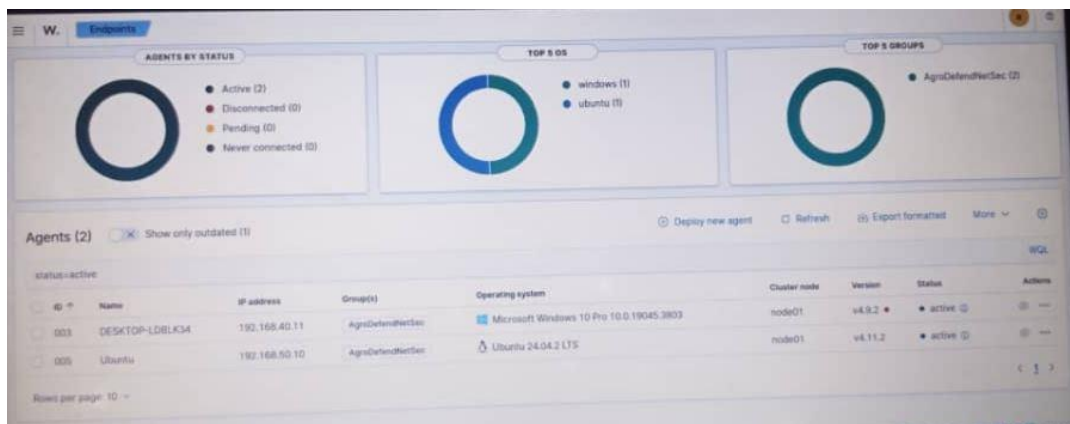 W. Endpoints
AGENTS BY STATUS
Active (2)
Disconnected (0)
Pending (0)
Never connected (0)
TOP 5 OS
windows (1)
ubuntu (1)
TOP 5 GROUPS
AgroDefendNetSec (2)
Agents (2) Show only outdated (1) Deploy new agent Refresh Export formatted More
status=active WQL
ID Name IP address Group(s) Operating system Cluster node Version Status Actions
003 DESKTOP-LDBLK34 192.168.40.11 AgroDefendNetSec Microsoft Windows 10 Pro 10.0.19045.3803 node01 v4.9.2 active
005 Ubuntu 192.168.50.10 AgroDefendNetSec Ubuntu 24.04.2 LTS node01 v4.11.2 active
Rows per page: 10 1